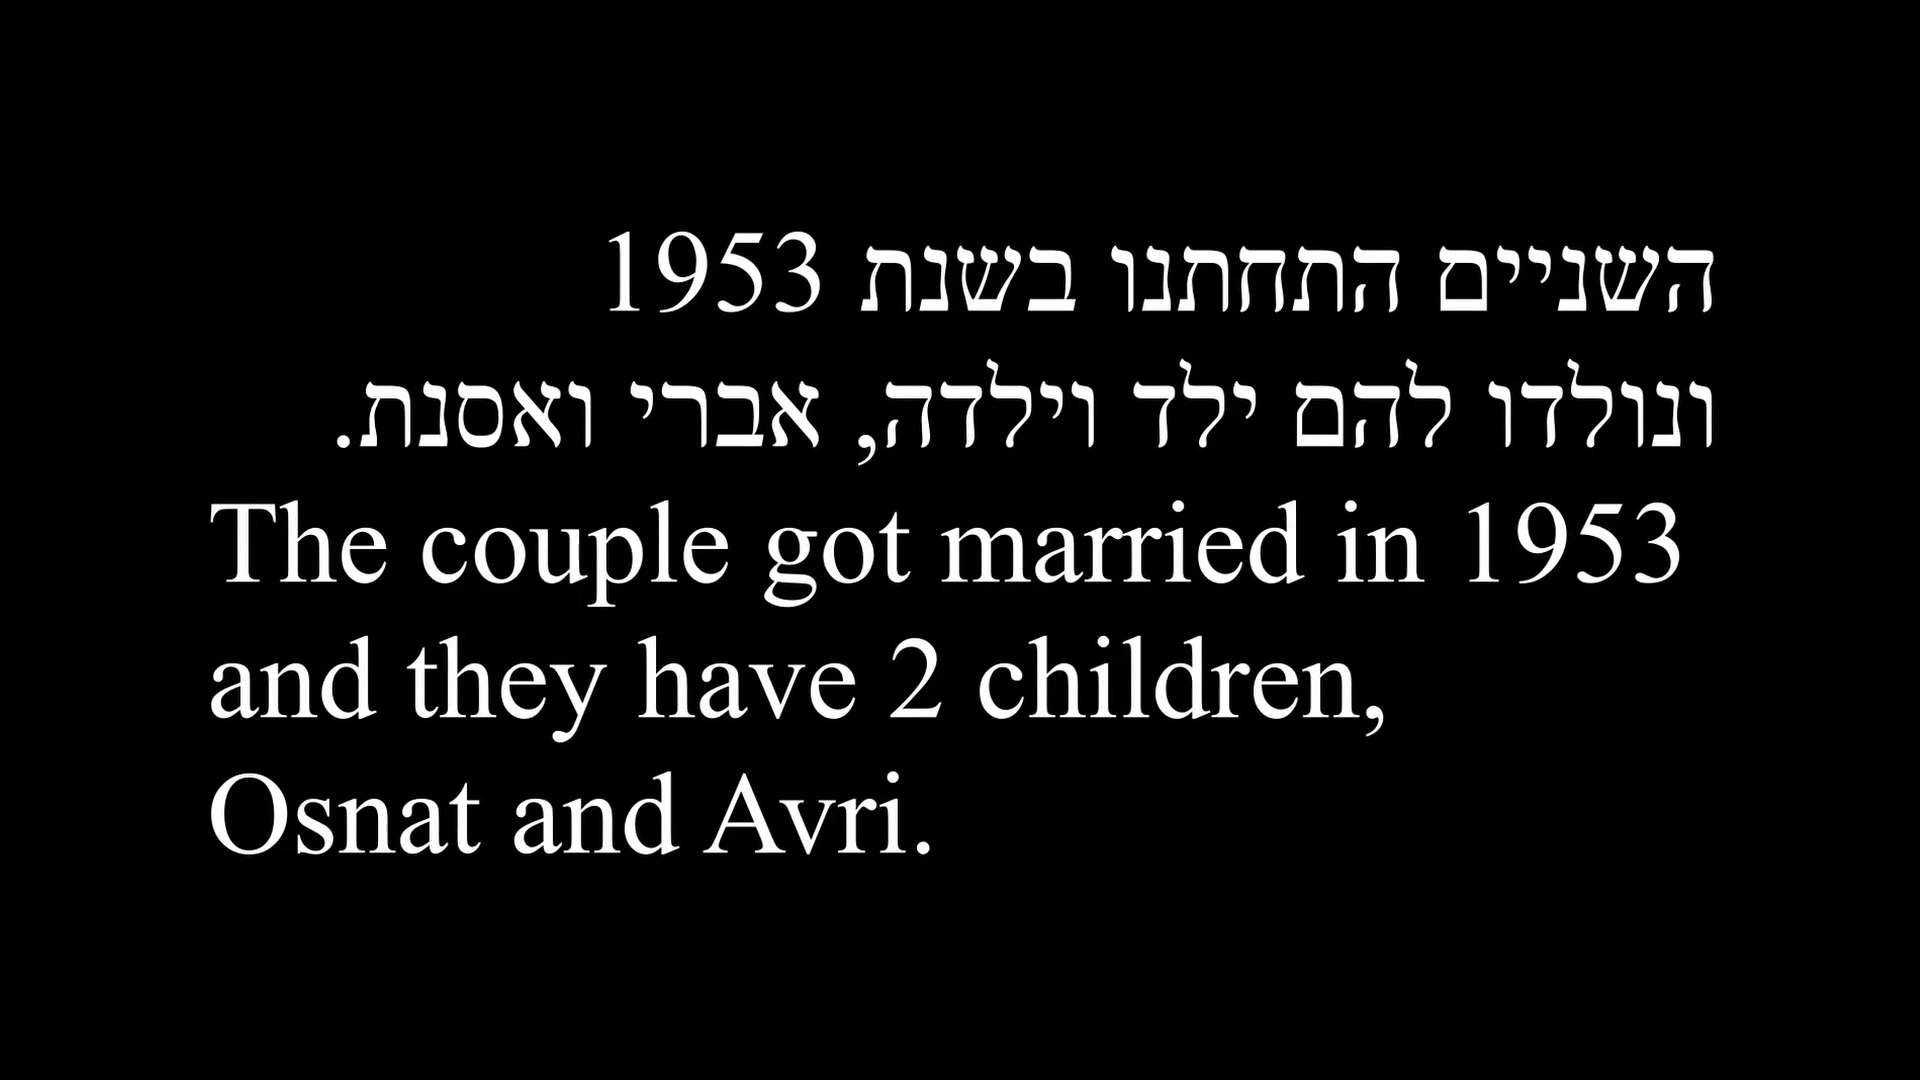 השניים התחתנו בשנת 1953
ונולדו להם ילד וילדה, אברי ואסנת.
The couple got married in 1953
and they have 2 children,
Osnat and Avri.